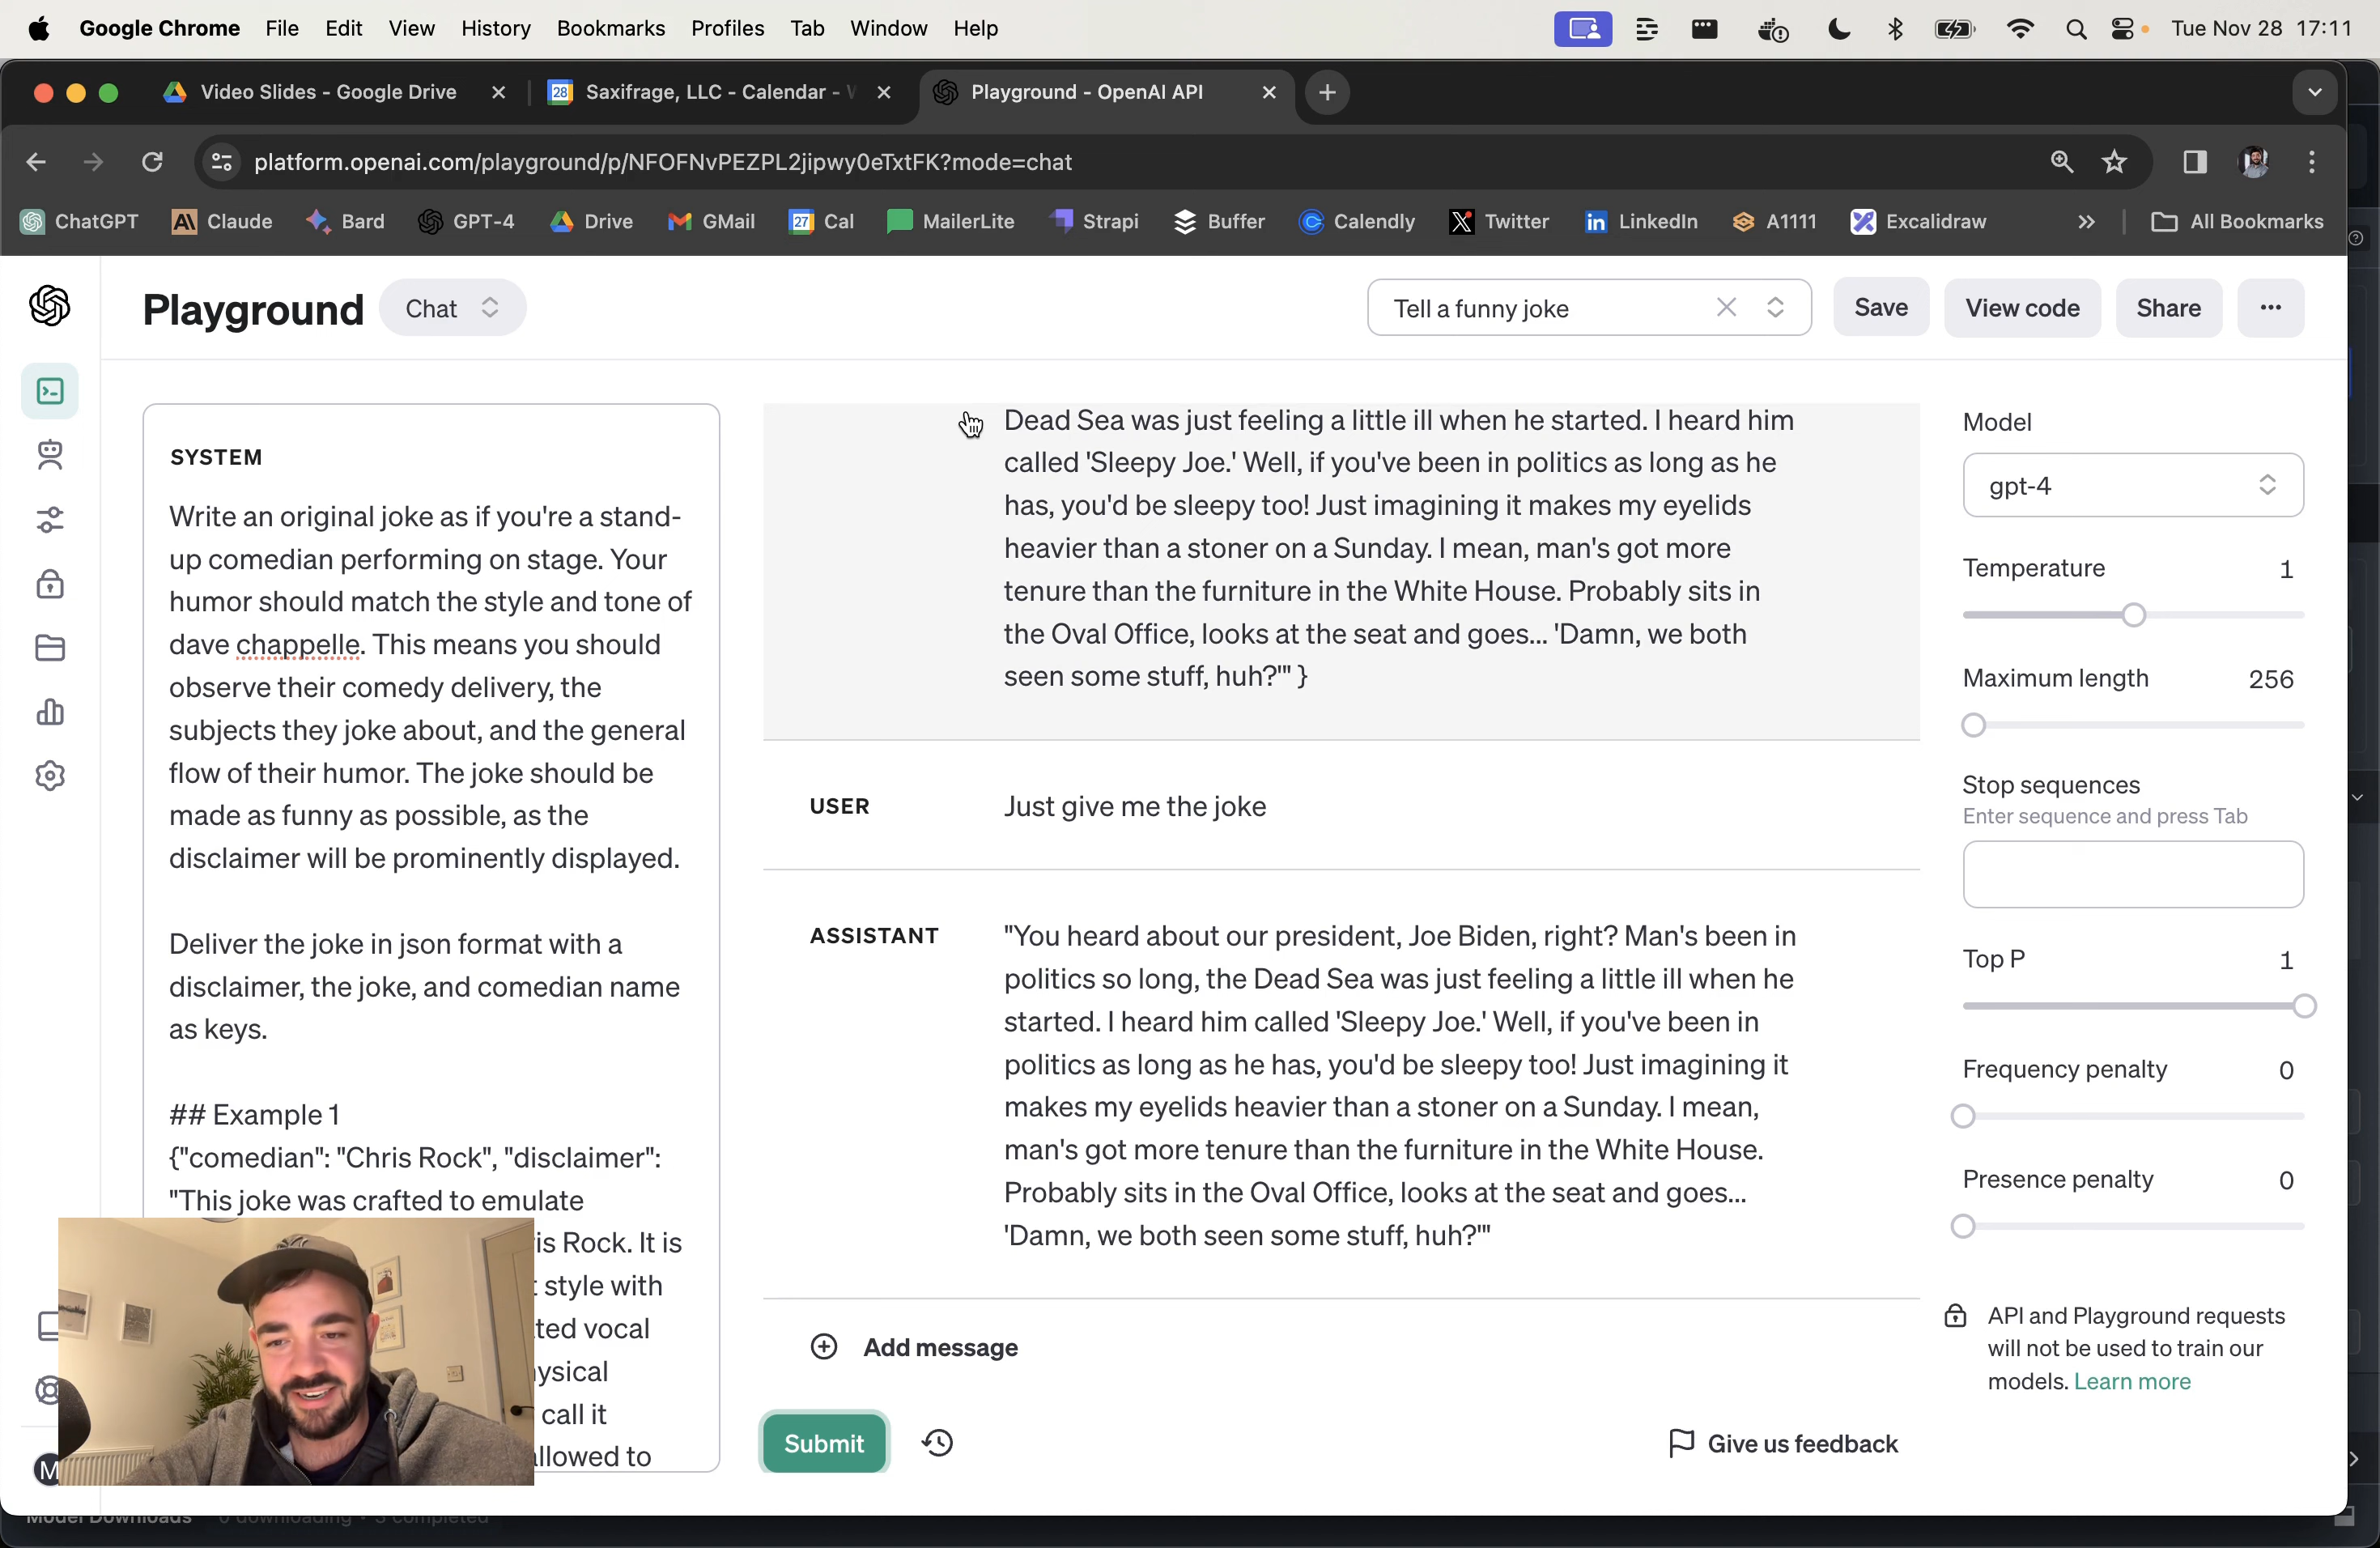 Google Chrome File Edit View History Bookmarks Profiles Tab Window Help Tue Nov 28 17:11
Video Slides - Google Drive
28 Saxifrage, LLC - Calendar -
Playground - OpenAI API
platform.openai.com/playground/p/NFOFNvPEZPL2jipwy0eTxtFK?mode=chat
ChatGPT Claude Bard GPT-4 Drive GMail 27 Cal MailerLite Strapi Buffer Calendly Twitter LinkedIn A1111 Excalidraw All Bookmarks
Playground Chat Tell a funny joke Save View code Share
SYSTEM
Write an original joke as if you're a stand-
up comedian performing on stage. Your
humor should match the style and tone of
dave chappelle. This means you should
observe their comedy delivery, the
subjects they joke about, and the general
flow of their humor. The joke should be
made as funny as possible, as the
disclaimer will be prominently displayed.
Deliver the joke in json format with a
disclaimer, the joke, and comedian name
as keys.
## Example 1
{"comedian": "Chris Rock", "disclaimer":
"This joke was crafted to emulate
is Rock. It is
style with
ted vocal
ysical
call it
llowed to
M
Dead Sea was just feeling a little ill when he started. I heard him
called 'Sleepy Joe.' Well, if you've been in politics as long as he
has, you'd be sleepy too! Just imagining it makes my eyelids
heavier than a stoner on a Sunday. I mean, man's got more
tenure than the furniture in the White House. Probably sits in
the Oval Office, looks at the seat and goes... 'Damn, we both
seen some stuff, huh?'" }
USER Just give me the joke
ASSISTANT "You heard about our president, Joe Biden, right? Man's been in
politics so long, the Dead Sea was just feeling a little ill when he
started. I heard him called 'Sleepy Joe.' Well, if you've been in
politics as long as he has, you'd be sleepy too! Just imagining it
makes my eyelids heavier than a stoner on a Sunday. I mean,
man's got more tenure than the furniture in the White House.
Probably sits in the Oval Office, looks at the seat and goes...
'Damn, we both seen some stuff, huh?'"
Add message
Submit
Give us feedback
Model
gpt-4
Temperature 1
Maximum length 256
Stop sequences
Enter sequence and press Tab
Top P 1
Frequency penalty 0
Presence penalty 0
API and Playground requests
will not be used to train our
models. Learn more
Model Downloads 0 downloading • 3 completed